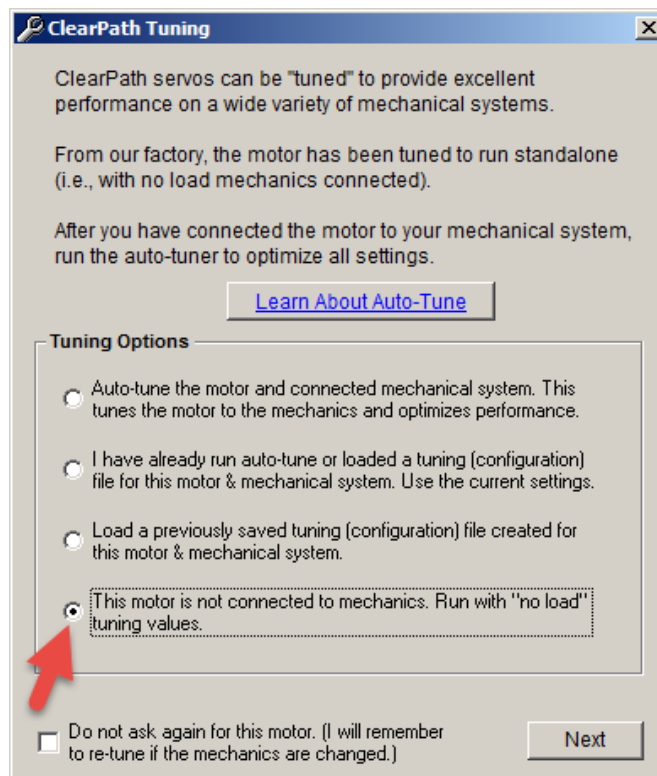 ClearPath Tuning
ClearPath servos can be "tuned" to provide excellent
performance on a wide variety of mechanical systems.
From our factory, the motor has been tuned to run standalone
(i.e., with no load mechanics connected).
After you have connected the motor to your mechanical system,
run the auto-tuner to optimize all settings.
Learn About Auto-Tune
Tuning Options
Auto-tune the motor and connected mechanical system. This
tunes the motor to the mechanics and optimizes performance.
I have already run auto-tune or loaded a tuning (configuration)
file for this motor & mechanical system. Use the current settings.
Load a previously saved tuning (configuration) file created for
this motor & mechanical system.
This motor is not connected to mechanics. Run with "no load"
tuning values.
Do not ask again for this motor. (I will remember
to re-tune if the mechanics are changed.)
Next